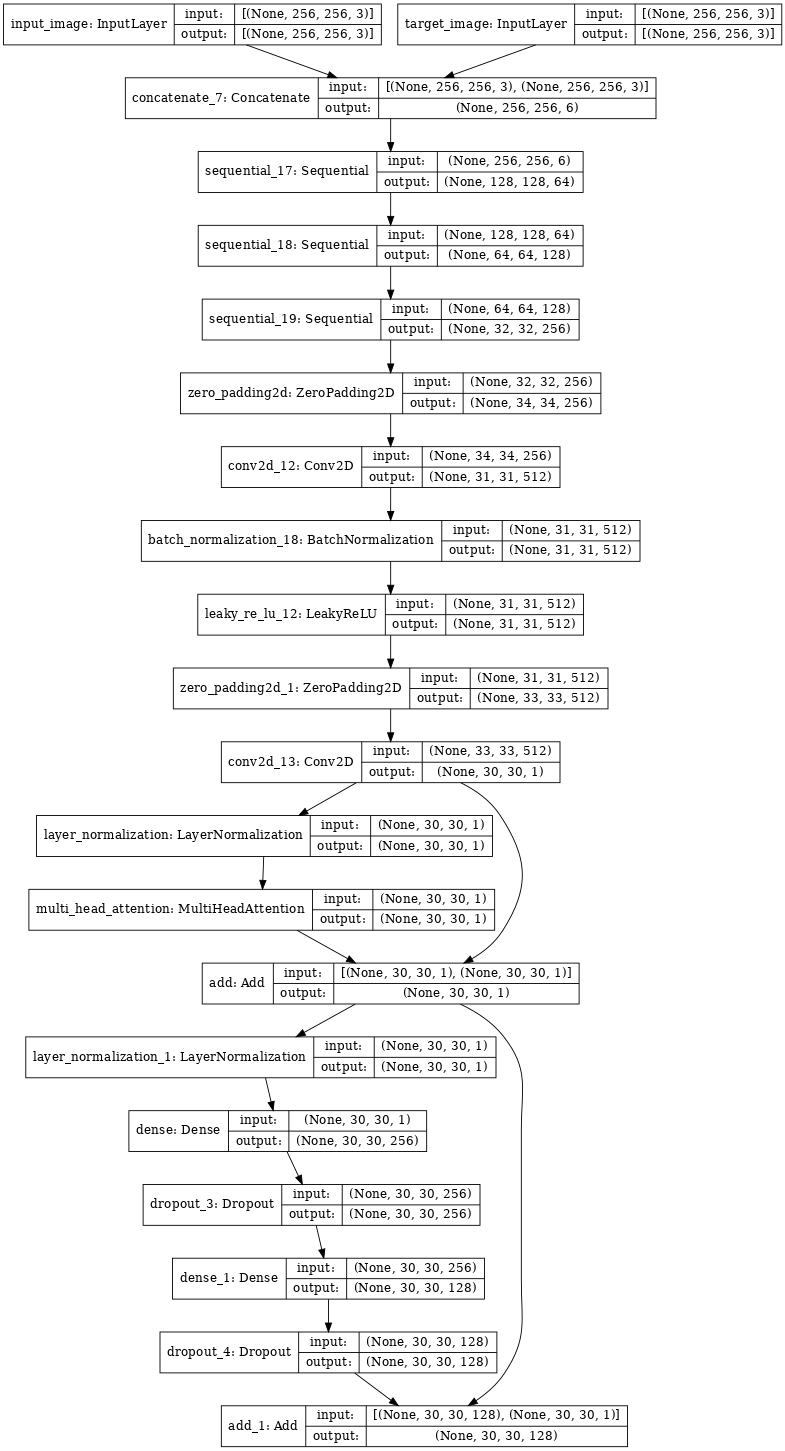 input_image: InputLayer input: [(None, 256, 256, 3)]
output: [(None, 256, 256, 3)]
target_image: InputLayer input: [(None, 256, 256, 3)]
output: [(None, 256, 256, 3)]
concatenate_7: Concatenate input: [(None, 256, 256, 3), (None, 256, 256, 3)]
output: (None, 256, 256, 6)
sequential_17: Sequential input: (None, 256, 256, 6)
output: (None, 128, 128, 64)
sequential_18: Sequential input: (None, 128, 128, 64)
output: (None, 64, 64, 128)
sequential_19: Sequential input: (None, 64, 64, 128)
output: (None, 32, 32, 256)
zero_padding2d: ZeroPadding2D input: (None, 32, 32, 256)
output: (None, 34, 34, 256)
conv2d_12: Conv2D input: (None, 34, 34, 256)
output: (None, 31, 31, 512)
batch_normalization_18: BatchNormalization input: (None, 31, 31, 512)
output: (None, 31, 31, 512)
leaky_re_lu_12: LeakyReLU input: (None, 31, 31, 512)
output: (None, 31, 31, 512)
zero_padding2d_1: ZeroPadding2D input: (None, 31, 31, 512)
output: (None, 33, 33, 512)
conv2d_13: Conv2D input: (None, 33, 33, 512)
output: (None, 30, 30, 1)
layer_normalization: LayerNormalization input: (None, 30, 30, 1)
output: (None, 30, 30, 1)
multi_head_attention: MultiHeadAttention input: (None, 30, 30, 1)
output: (None, 30, 30, 1)
add: Add input: [(None, 30, 30, 1), (None, 30, 30, 1)]
output: (None, 30, 30, 1)
layer_normalization_1: LayerNormalization input: (None, 30, 30, 1)
output: (None, 30, 30, 1)
dense: Dense input: (None, 30, 30, 1)
output: (None, 30, 30, 256)
dropout_3: Dropout input: (None, 30, 30, 256)
output: (None, 30, 30, 256)
dense_1: Dense input: (None, 30, 30, 256)
output: (None, 30, 30, 128)
dropout_4: Dropout input: (None, 30, 30, 128)
output: (None, 30, 30, 128)
add_1: Add input: [(None, 30, 30, 128), (None, 30, 30, 1)]
output: (None, 30, 30, 128)